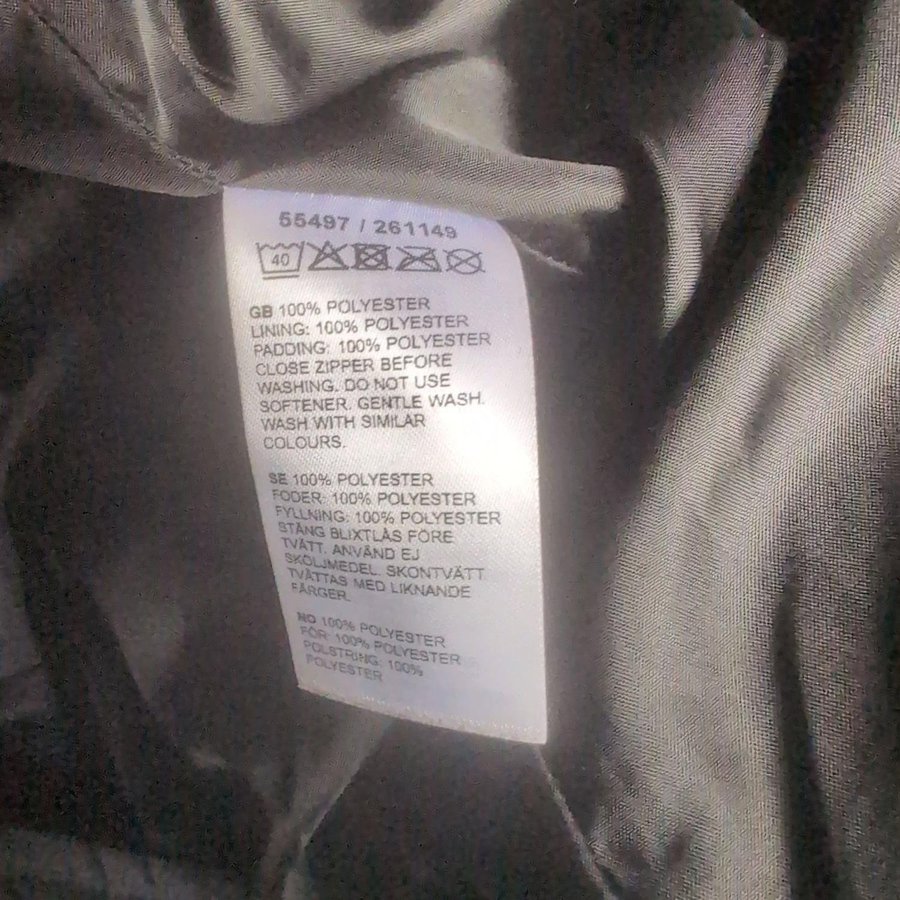 55497 / 261149
40
GB 100% POLYESTER
LINING: 100% POLYESTER
PADDING: 100% POLYESTER
CLOSE ZIPPER BEFORE
WASHING. DO NOT USE
SOFTENER. GENTLE WASH.
WASH WITH SIMILAR
COLOURS.
SE 100% POLYESTER
FODER: 100% POLYESTER
FYLLNING: 100% POLYESTER
STÄNG BLIXTLÅS FÖRE
TVÄTT. ANVÄND EJ
SKÖLJMEDEL. SKONTVÄTT.
TVÄTTAS MED LIKNANDE
FÄRGER.
NO 100% POLYESTER
FÔR: 100% POLYESTER
POLSTRING: 100%
POLYESTER